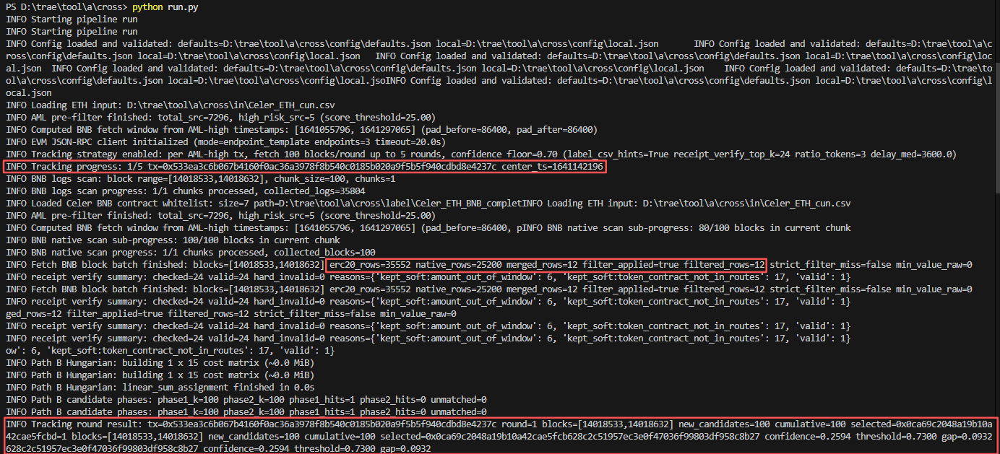 PS D:\trae\tool\a\cross> python run.py
INFO Starting pipeline run
INFO Starting pipeline run
INFO Config loaded and validated: defaults=D:\trae\tool\a\cross\config\defaults.json local=D:\trae\tool\a\cross\config\local.json      INFO Config loaded and validated: defaults=D:\trae\tool\a\c
ross\config\defaults.json local=D:\trae\tool\a\cross\config\local.json   INFO Config loaded and validated: defaults=D:\trae\tool\a\cross\config\defaults.json local=D:\trae\tool\a\cross\config\loc
al.json  INFO Config loaded and validated: defaults=D:\trae\tool\a\cross\config\defaults.json local=D:\trae\tool\a\cross\config\local.json    INFO Config loaded and validated: defaults=D:\trae\to
ol\a\cross\config\defaults.json local=D:\trae\tool\a\cross\config\local.jsoINFO Config loaded and validated: defaults=D:\trae\tool\a\cross\config\defaults.json local=D:\trae\tool\a\cross\config\l
ocal.json
INFO Loading ETH input: D:\trae\tool\a\cross\in\Celer_ETH_cun.csv
INFO AML pre-filter finished: total_src=7296, high_risk_src=5 (score_threshold=25.00)
INFO Computed BNB fetch window from AML-high timestamps: [1641055796, 1641297065] (pad_before=86400, pad_after=86400)
INFO EVM JSON-RPC client initialized (mode=endpoint_template endpoints=3 timeout=20.0s)
INFO Tracking strategy enabled: per AML-high tx, fetch 100 blocks/round up to 5 rounds, confidence floor=0.70 (label_csv_hints=True receipt_verify_top_k=24 ratio_tokens=3 delay_med=3600.0)
INFO Tracking progress: 1/5 tx=0x533ea3c6b067b4160f0ac36a3978f8b540c0185b020a9f5b5f940cdbd8e4237c center_ts=1641142196
INFO BNB logs scan: block range=[14018533,14018632], chunk_size=100, chunks=1
INFO BNB logs scan progress: 1/1 chunks processed, collected_logs=35804
INFO Loaded Celer BNB contract whitelist: size=7 path=D:\trae\tool\a\cross\label\Celer_ETH_BNB_completINFO Loading ETH input: D:\trae\tool\a\cross\in\Celer_ETH_cun.csv
INFO AML pre-filter finished: total_src=7296, high_risk_src=5 (score_threshold=25.00)
INFO Computed BNB fetch window from AML-high timestamps: [1641055796, 1641297065] (pad_before=86400, pINFO BNB native scan sub-progress: 80/100 blocks in current chunk
INFO BNB native scan sub-progress: 100/100 blocks in current chunk
INFO BNB native scan progress: 1/1 chunks processed, collected_blocks=100
INFO Fetch BNB block batch finished: blocks=[14018533,14018632] erc20_rows=35552 native_rows=25200 merged_rows=12 filter_applied=true filtered_rows=12 strict_filter_miss=false min_value_raw=0
INFO receipt verify summary: checked=24 valid=24 hard_invalid=0 reasons={'kept_soft:amount_out_of_window': 6, 'kept_soft:token_contract_not_in_routes': 17, 'valid': 1}
INFO Fetch BNB block batch finished: blocks=[14018533,14018632] erc20_rows=35552 native_rows=25200 merged_rows=12 filter_applied=true filtered_rows=12 strict_filter_miss=false min_value_raw=0
INFO receipt verify summary: checked=24 valid=24 hard_invalid=0 reasons={'kept_soft:amount_out_of_window': 6, 'kept_soft:token_contract_not_in_routes': 17, 'valid': 1}
ged_rows=12 filter_applied=true filtered_rows=12 strict_filter_miss=false min_value_raw=0
INFO receipt verify summary: checked=24 valid=24 hard_invalid=0 reasons={'kept_soft:amount_out_of_window': 6, 'kept_soft:token_contract_not_in_routes': 17, 'valid': 1}
INFO receipt verify summary: checked=24 valid=24 hard_invalid=0 reasons={'kept_soft:amount_out_of_window': 6, 'kept_soft:token_contract_not_in_routes': 17, 'valid': 1}
ow': 6, 'kept_soft:token_contract_not_in_routes': 17, 'valid': 1}
INFO Path B Hungarian: building 1 x 15 cost matrix (~0.0 MiB)
INFO Path B Hungarian: building 1 x 15 cost matrix (~0.0 MiB)
INFO Path B Hungarian: linear_sum_assignment finished in 0.0s
INFO Path B candidate phases: phase1_k=100 phase2_k=100 phase1_hits=1 phase2_hits=0 unmatched=0
INFO Path B candidate phases: phase1_k=100 phase2_k=100 phase1_hits=1 phase2_hits=0 unmatched=0
INFO Tracking round result: tx=0x533ea3c6b067b4160f0ac36a3978f8b540c0185b020a9f5b5f940cdbd8e4237c round=1 blocks=[14018533,14018632] new_candidates=100 cumulative=100 selected=0x0ca69c2048a19b10a
42cae5fcbd=1 blocks=[14018533,14018632] new_candidates=100 cumulative=100 selected=0x0ca69c2048a19b10a42cae5fcb628c2c51957ec3e0f47036f99803df958c8b27 confidence=0.2594 threshold=0.7300 gap=0.0932
628c2c51957ec3e0f47036f99803df958c8b27 confidence=0.2594 threshold=0.7300 gap=0.0932